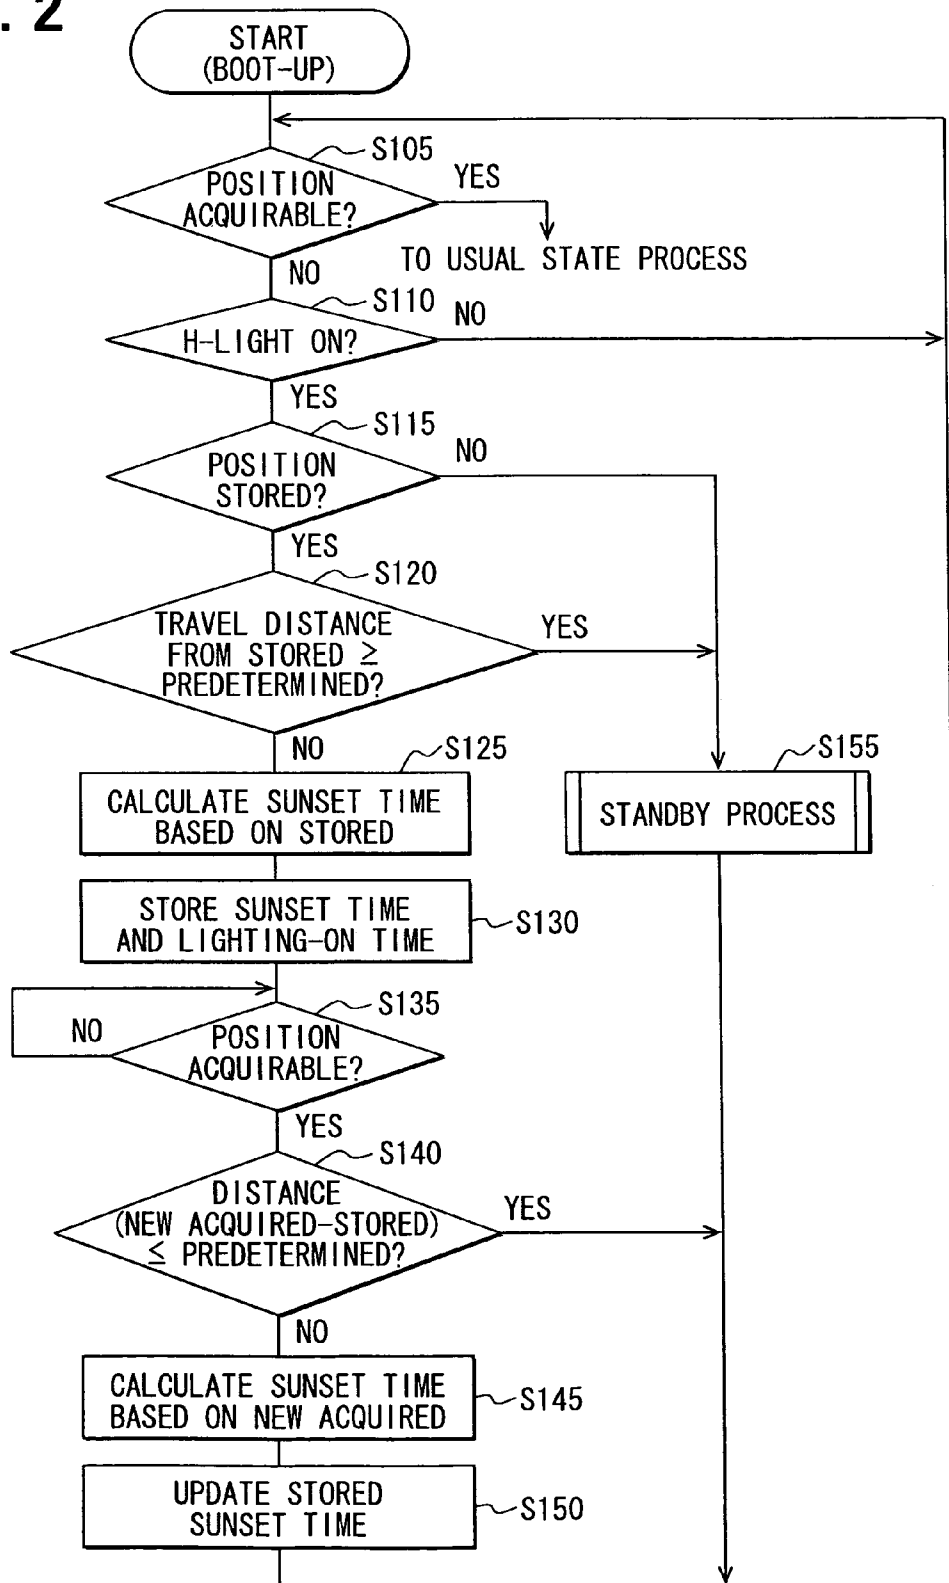 . 2
START
(BOOT-UP)
S105
POSITION
ACQUIRABLE?
YES
TO USUAL STATE PROCESS
NO
S110
H-LIGHT ON?
NO
YES
S115
POSITION
STORED?
NO
YES
S120
TRAVEL DISTANCE
FROM STORED ≥
PREDETERMINED?
YES
NO
S125
CALCULATE SUNSET TIME
BASED ON STORED
S155
STANDBY PROCESS
STORE SUNSET TIME
AND LIGHTING-ON TIME
S130
S135
POSITION
ACQUIRABLE?
NO
YES
S140
DISTANCE
(NEW ACQUIRED-STORED)
≤ PREDETERMINED?
YES
NO
CALCULATE SUNSET TIME
BASED ON NEW ACQUIRED
S145
UPDATE STORED
SUNSET TIME
S150